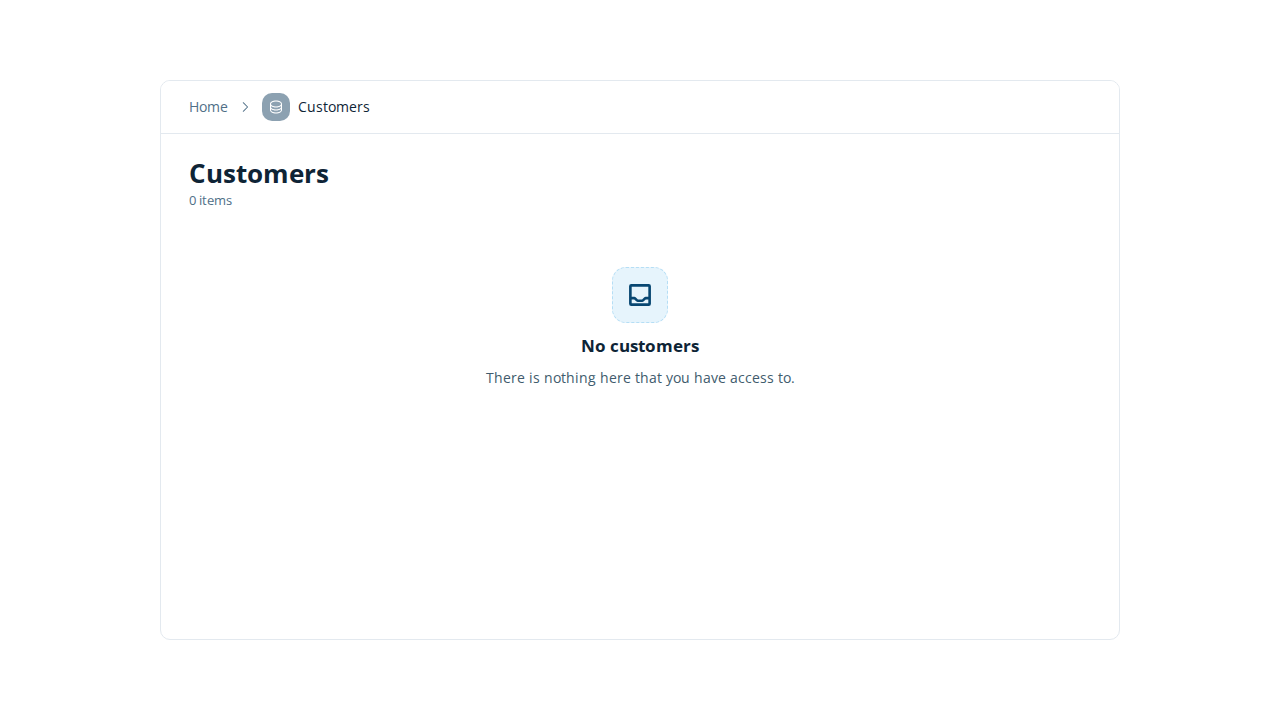 Home Customers
Customers
0 items
No customers
There is nothing here that you have access to.